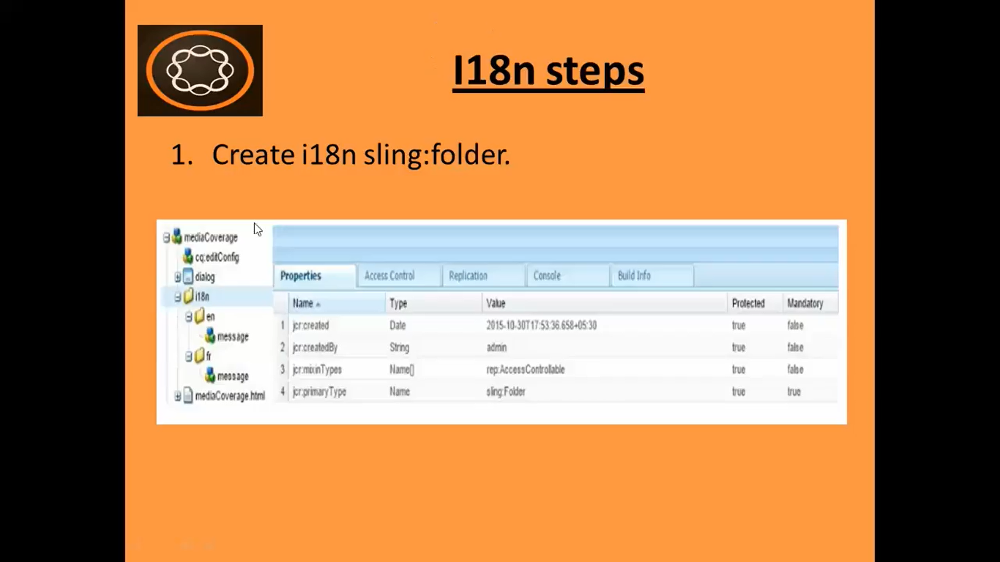 I18n steps
1. Create i18n sling:folder.
mediaCoverage
cq:editConfig
dialog
i18n
en
message
fr
message
mediaCoverage.html
Properties Access Control Replication Console Build Info
Name Type Value Protected Mandatory
1 jcr:created Date 2015-10-30T17:53:36.658+05:30 true false
2 jcr:createdBy String admin true false
3 jcr:mixinTypes Name[] rep:AccessControllable true false
4 jcr:primaryType Name sling:Folder true true